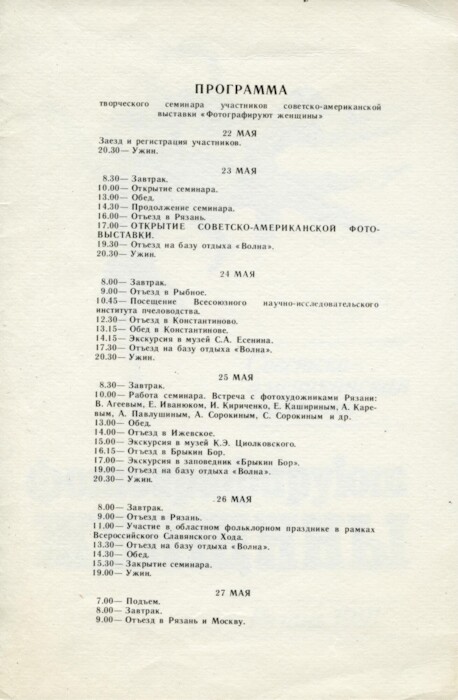 ПРОГРАММА
творческого семинара участников советско-американской
выставки «Фотографируют женщины»
22 МАЯ
Заезд и регистрация участников.
20.30— Ужин.
23 МАЯ
8.30— Завтрак.
10.00— Открытие семинара.
13.00— Обед.
14.30— Продолжение семинара.
16.00— Отъезд в Рязань.
17.00— ОТКРЫТИЕ СОВЕТСКО-АМЕРИКАНСКОЙ ФОТО-
ВЫСТАВКИ.
19.30— Отъезд на базу отдыха «Волна».
20.30— Ужин.
24 МАЯ
8.00— Завтрак.
9.00— Отъезд в Рыбное.
10.45— Посещение Всесоюзного научно-исследовательского
института пчеловодства.
12.30— Отъезд в Константиново.
13.15— Обед в Константинове.
14.15— Экскурсия в музей С.А. Есенина.
17.30— Отъезд на базу отдыха «Волна».
20.30— Ужин.
25 МАЯ
8.30— Завтрак.
10.00— Работа семинара. Встреча с фотохудожниками Рязани:
В. Агеевым, Е. Иванюком, И. Кириченко, Е. Кашириным, А. Каре-
вым, А. Павлушиным, А. Сорокиным, С. Сорокиным и др.
13.00— Обед.
14.00— Отъезд в Ижевское.
15.00— Экскурсия в музей К.Э. Циолковского.
16.15— Отъезд в Брыкин Бор.
17.00— Экскурсия в заповедник «Брыкин Бор».
19.00— Отъезд на базу отдыха «Волна».
20.30— Ужин.
26 МАЯ
8.00— Завтрак.
9.00— Отъезд в Рязань.
11.00— Участие в областном фольклорном празднике в рамках
Всероссийского Славянского Хода.
13.30— Отъезд на базу отдыха «Волна».
14.30— Обед.
15.30— Закрытие семинара.
19.00— Ужин.
27 МАЯ
7.00— Подъем.
8.00— Завтрак.
9.00— Отъезд в Рязань и Москву.